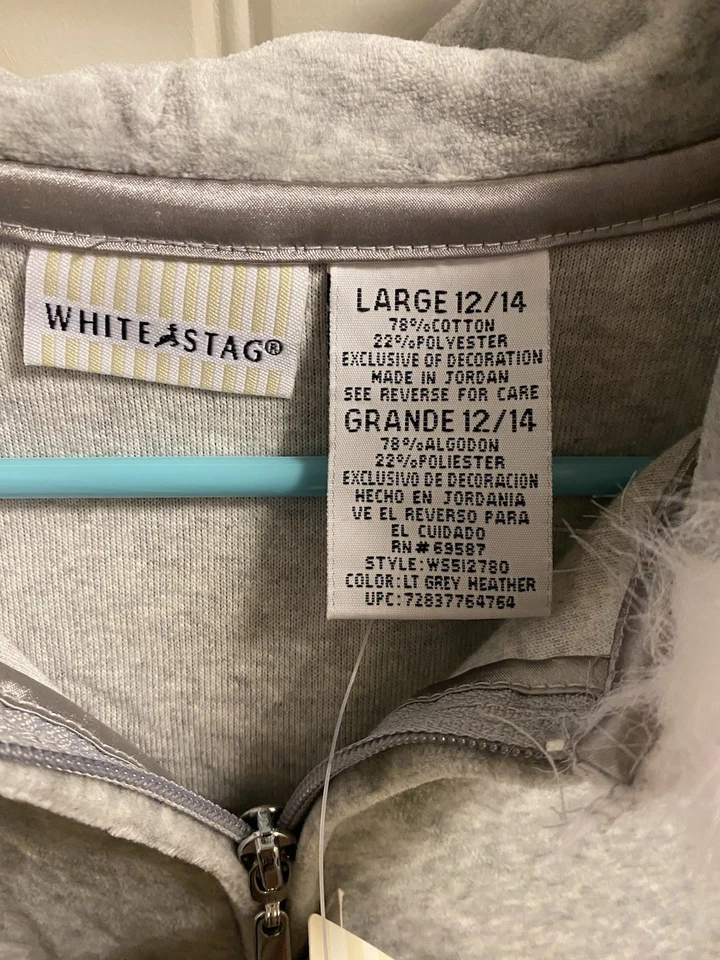 WHITE STAG®
LARGE 12/14
78%COTTON
22%POLYESTER
EXCLUSIVE OF DECORATION
MADE IN JORDAN
SEE REVERSE FOR CARE
GRANDE 12/14
78%ALGODON
22%POLIESTER
EXCLUSIVO DE DECORACION
HECHO EN JORDANIA
VE EL REVERSO PARA
EL CUIDADO
RN#69587
STYLE:WS512780
COLOR:LT GREY HEATHER
UPC:72837764764